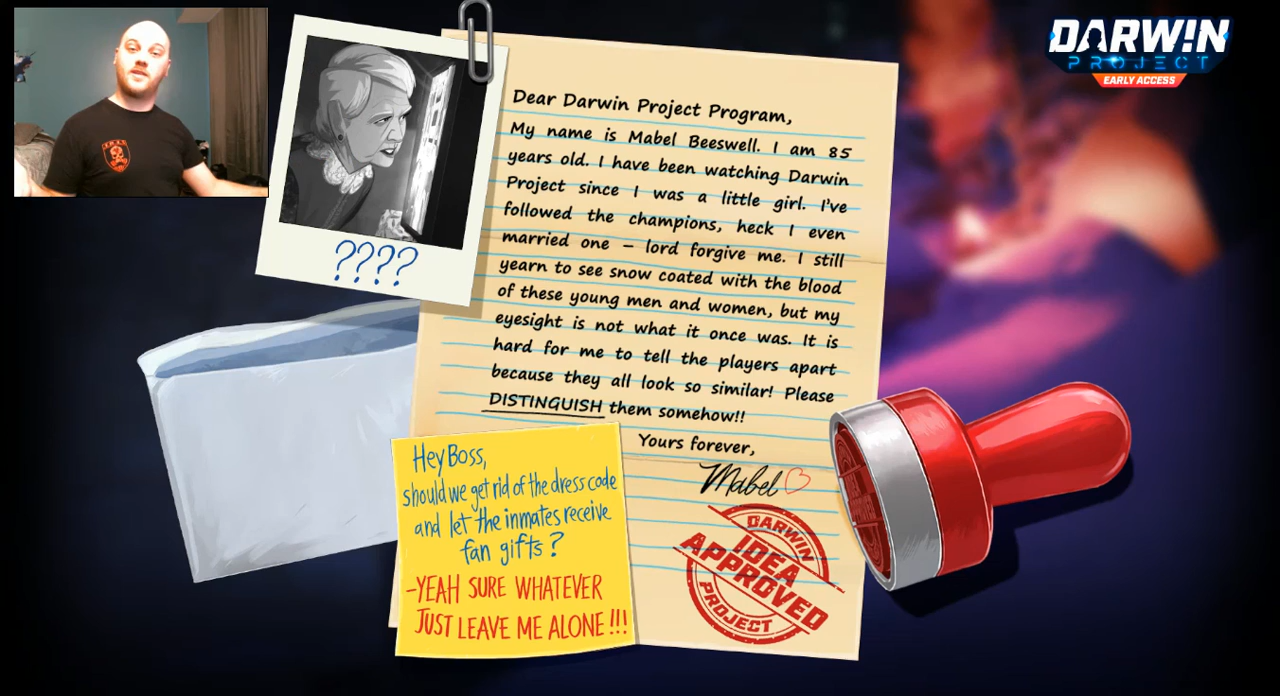 DARW!N
PROJECT
EARLY ACCESS
????
Dear Darwin Project Program,
My name is Mabel Beeswell. I am 85
years old. I have been watching Darwin
Project since I was a little girl. I've
followed the champions, heck I even
married one – lord forgive me. I still
yearn to see snow coated with the blood
of these young men and women, but my
eyesight is not what it once was. It is
hard for me to tell the players apart
because they all look so similar! Please
DISTINGUISH them somehow!!
Yours forever,
Mabel
Hey Boss,
should we get rid of the dress code
and let the inmates receive
fan gifts?
-YEAH SURE WHATEVER
JUST LEAVE ME ALONE!!!
DARWIN
IDEA
APPROVED
PROJECT